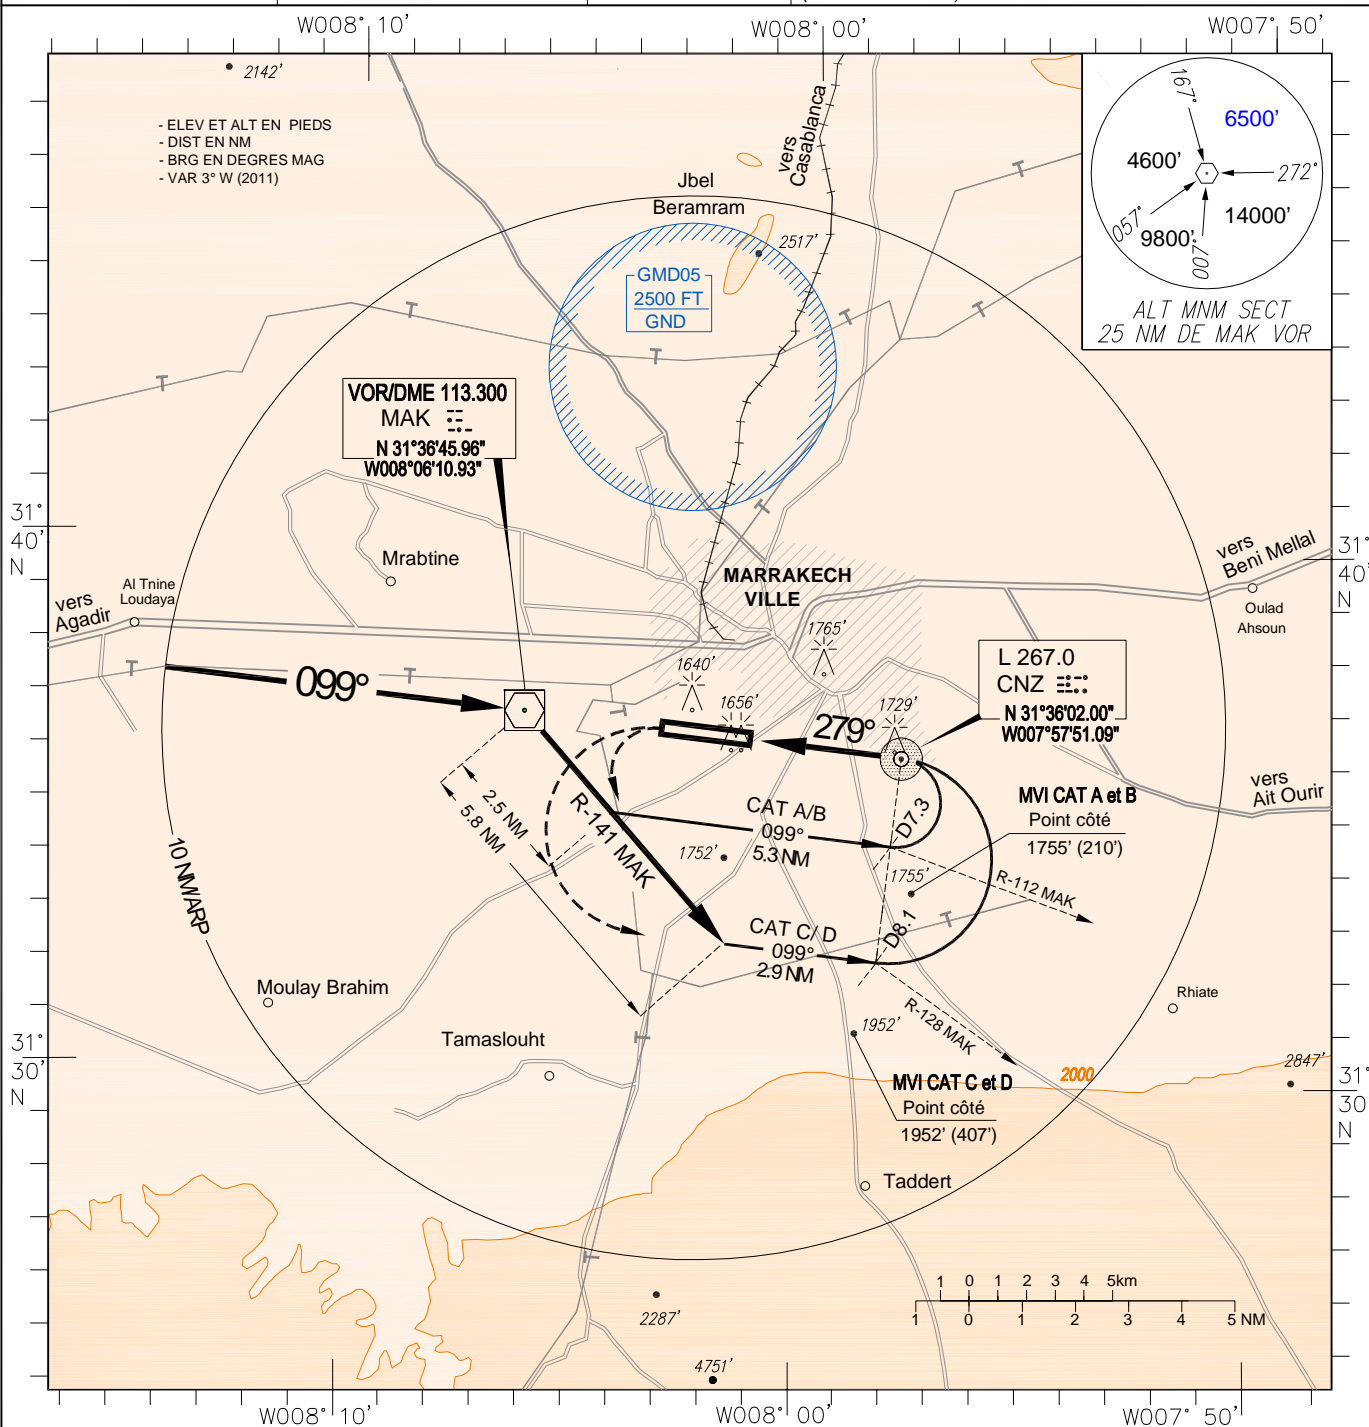 W008° 10'
W008° 00'
W007° 50'
2142'
- ELEV ET ALT EN PIEDS
- DIST EN NM
- BRG EN DEGRES MAG
- VAR 3° W (2011)
vers
Casablanca
167°
6500'
4600'
272°
057°
14000'
9800'
007°
ALT MNM SECT
25 NM DE MAK VOR
Jbel
Beramram
2517'
GMD05
2500 FT
GND
VOR/DME 113.300
MAK
N 31°36'45.96"
W008°06'10.93"
31°
40'
N
31°
40'
N
Mrabtine
Al Tnine
Loudaya
vers
Agadir
MARRAKECH
VILLE
vers
Beni Mellal
Oulad
Ahsoun
1765'
1640'
1656'
1729'
L 267.0
CNZ
N 31°36'02.00"
W007°57'51.09"
099°
279°
vers
Ait Ourir
2.5 NM
5.8 NM
R-141 MAK
CAT A/B
099°
5.3 NM
D7.3
MVI CAT A et B
Point côté
1755' (210')
1752'
1755'
R-112 MAK
10 NM/ARP
CAT C/ D
099°
2.9 NM
D8.1
R-128 MAK
Moulay Brahim
Rhiate
Tamaslouht
1952'
31°
30'
N
31°
30'
N
2000
2847'
MVI CAT C et D
Point côté
1952' (407')
Taddert
1 0 1 2 3 4 5km
1 0 1 2 3 4 5 NM
2287'
4751'
W008° 10'
W008° 00'
W007° 50'